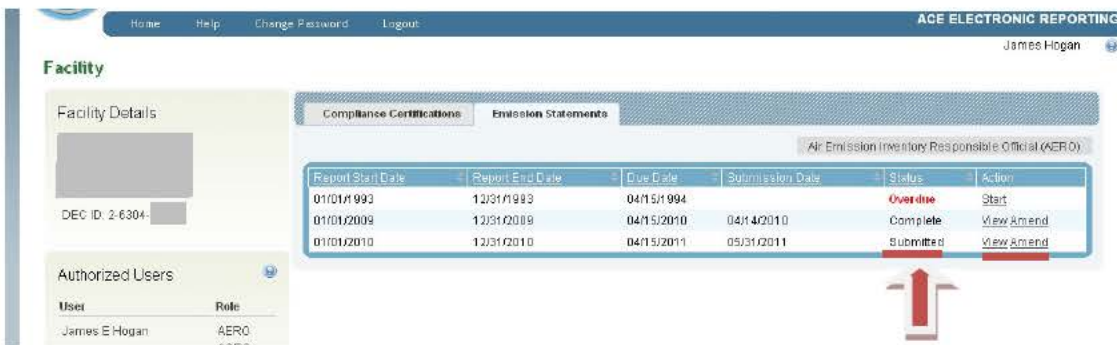 Home Help Change Password Logout
ACE ELECTRONIC REPORTING
James Hogan
Facility
Facility Details
DEC ID: 2-6304-
Authorized Users
User Role
James E Hogan AERO
Compliance Certifications Emission Statements
Air Emission Inventory Responsible Official (AERO)
Report Start Date Report End Date Due Date Submission Date Status Action
01/01/1993 12/31/1993 04/15/1994 Overdue Start
01/01/2009 12/31/2009 04/15/2010 04/14/2010 Complete View Amend
01/01/2010 12/31/2010 04/15/2011 05/31/2011 Submitted View Amend